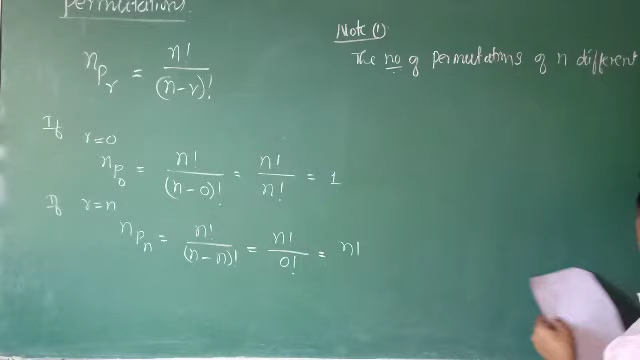 permutations.
nPr = n!/(n-r)!
If r=0
nP0 = n!/(n-0)! = n!/n! = 1
If r=n
nPn = n!/(n-n)! = n!/0! = n!
Note (1)
The no of permutations of n different